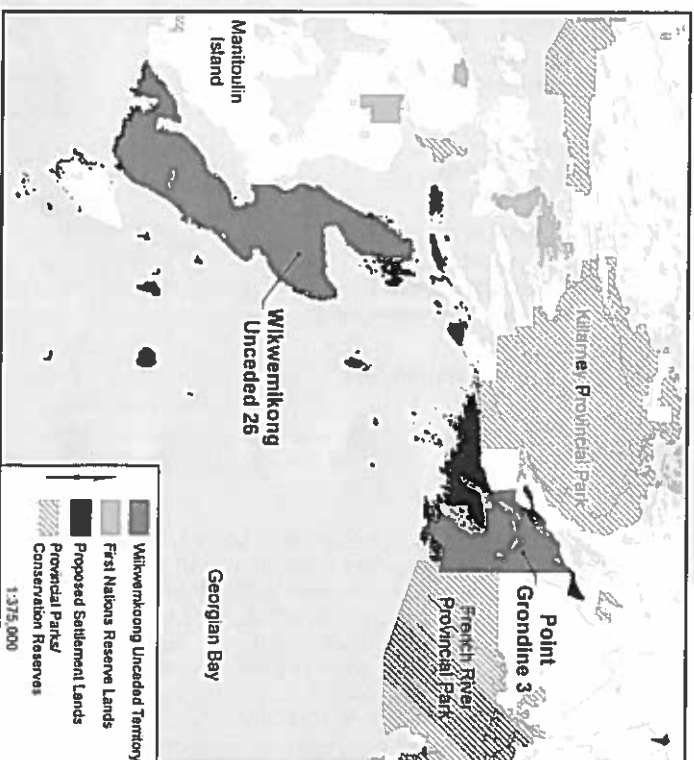 Manitoulin
Island
Killarney Provincial Park
Wikwemikong
Unceded 26
Point
Grondine 3
French River
Provincial Park
Georgian Bay
Wiikwemkoong Unceded Territory
First Nations Reserve Lands
Proposed Settlement Lands
Provincial Parks/
Conservation Reserves
1:375,000